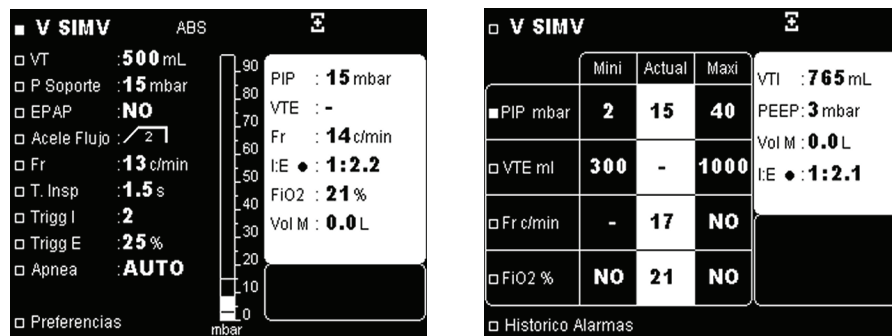 V SIMV ABS
VT :500 mL
P Soporte :15 mbar
EPAP :NO
Acele Flujo : 2
Fr :13 c/min
T. Insp :1.5 s
Trigg I :2
Trigg E :25 %
Apnea :AUTO
Preferencias
90
80
70
60
50
40
30
20
10
0
mbar
PIP : 15 mbar
VTE : -
Fr : 14 c/min
I:E ● : 1:2.2
FiO2 : 21 %
Vol M : 0.0 L
V SIMV
Mini Actual Maxi
PIP mbar 2 15 40
VTE ml 300 - 1000
Fr c/min - 17 NO
FiO2 % NO 21 NO
Historico Alarmas
VTI :765 mL
PEEP:3 mbar
Vol M :0.0 L
I:E ● :1:2.1